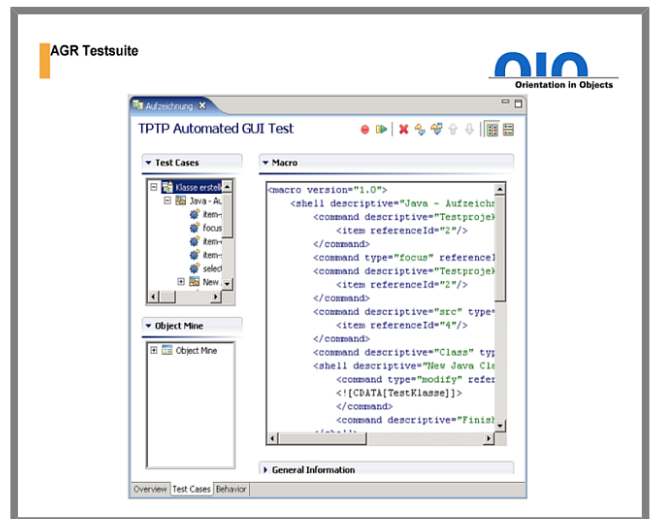 AGR Testsuite
Orientation in Objects
Aufzeichnung
TPTP Automated GUI Test
Test Cases
Klasse erstelle
Java - Au
item-
focus
item-
item-
select
New
Object Mine
Object Mine
Macro
<macro version="1.0">
<shell descriptive="Java - Aufzeichn
<command descriptive="Testprojek
<item referenceId="2"/>
</command>
<command type="focus" referenceI
<command descriptive="Testprojek
<item referenceId="2"/>
</command>
<command descriptive="src" type=
<item referenceId="4"/>
</command>
<command descriptive="Class" typ
<shell descriptive="New Java Cla
<command type="modify" refer
<![CDATA[TestKlasse]]>
</command>
<command descriptive="Finish
General Information
Overview Test Cases Behavior